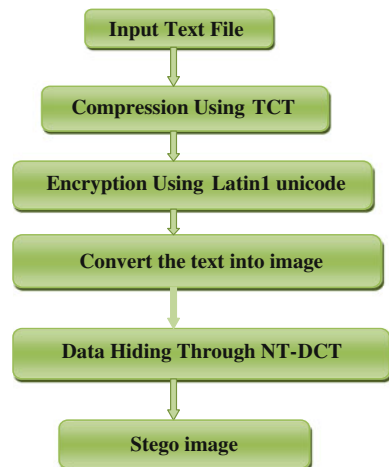 Input Text File
Compression Using TCT
Encryption Using Latin1 unicode
Convert the text into image
Data Hiding Through NT-DCT
Stego image